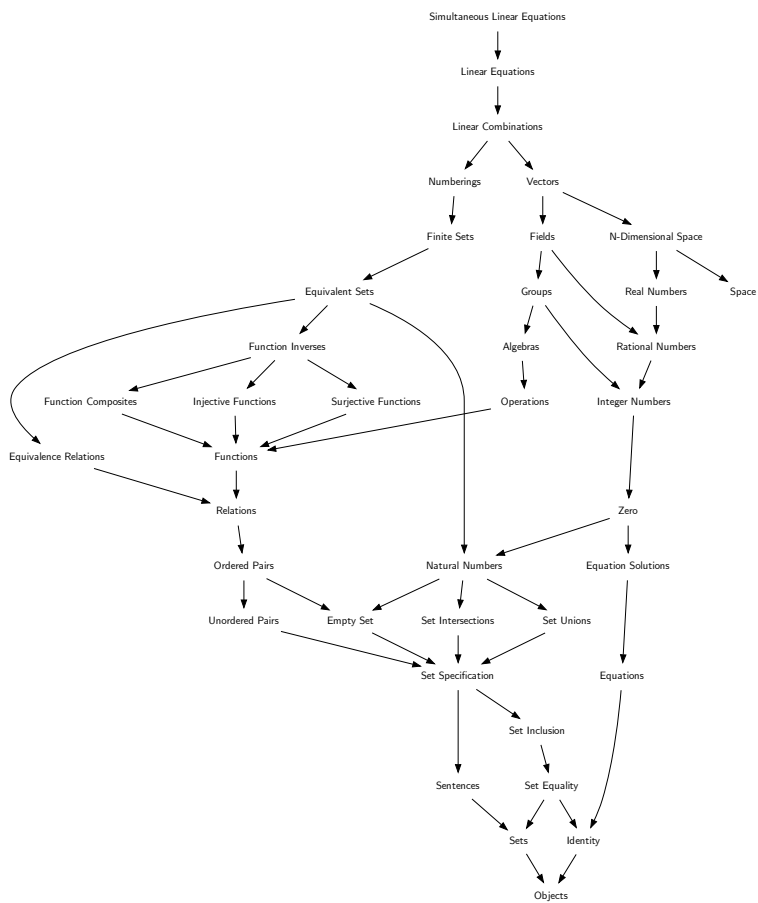 Simultaneous Linear Equations
Linear Equations
Linear Combinations
Numberings
Vectors
Finite Sets
Fields
N-Dimensional Space
Equivalent Sets
Groups
Real Numbers
Space
Function Inverses
Algebras
Rational Numbers
Function Composites
Injective Functions
Surjective Functions
Operations
Integer Numbers
Equivalence Relations
Functions
Relations
Zero
Ordered Pairs
Natural Numbers
Equation Solutions
Unordered Pairs
Empty Set
Set Intersections
Set Unions
Set Specification
Equations
Set Inclusion
Sentences
Set Equality
Sets
Identity
Objects